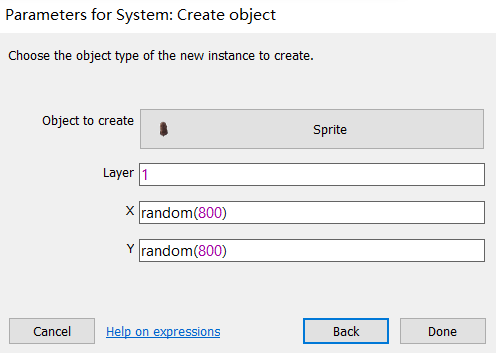 Parameters for System: Create object
Choose the object type of the new instance to create.
Object to create
Sprite
Layer 1
X random(800)
Y random(800)
Cancel Help on expressions Back Done